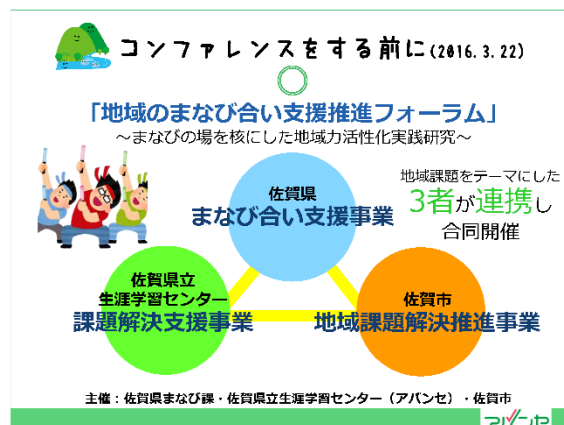 コンファレンスをする前に(2016.3.22)
「地域のまなび合い支援推進フォーラム」
～まなびの場を核にした地域力活性化実践研究～
佐賀県
まなび合い支援事業
地域課題をテーマにした
3者が連携し
合同開催
佐賀県立
生涯学習センター
課題解決支援事業
佐賀市
地域課題解決推進事業
主催：佐賀県まなび課・佐賀県立生涯学習センター（アバンセ）・佐賀市
アバンセ